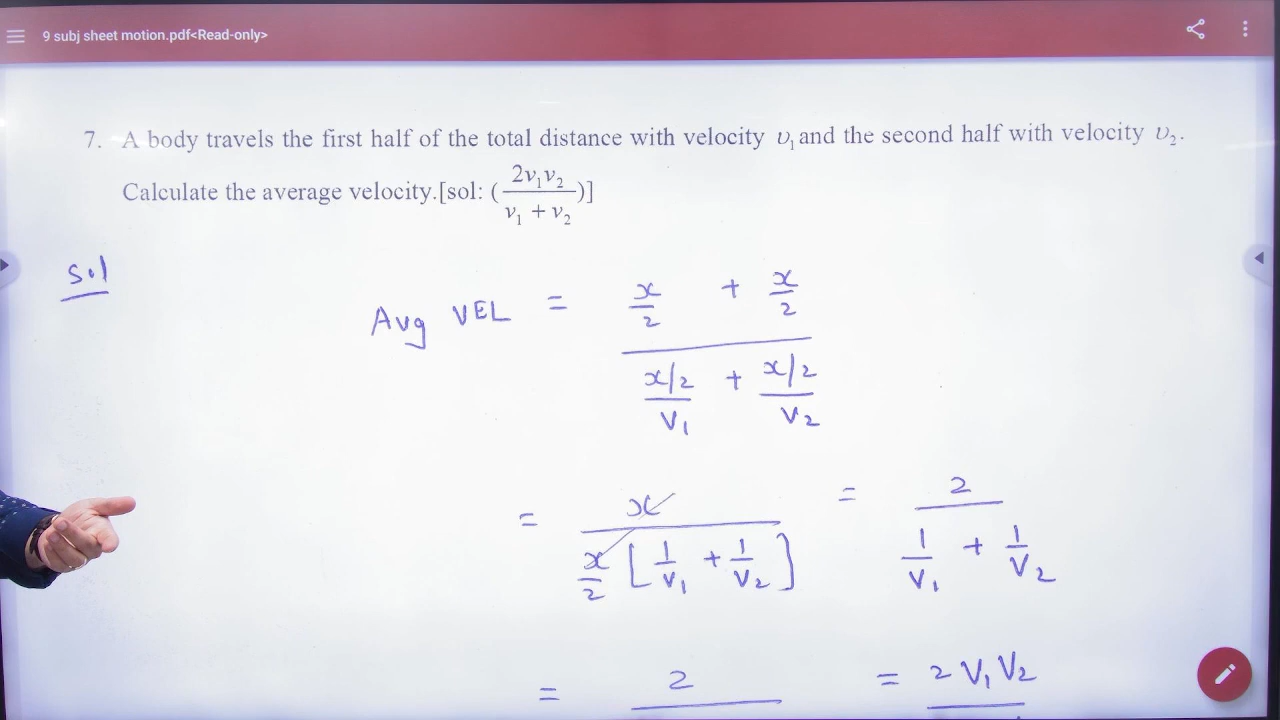 9 subj sheet motion.pdf<Read-only>
7. A body travels the first half of the total distance with velocity υ₁ and the second half with velocity υ₂.
Calculate the average velocity.[sol: (2v₁v₂/(v₁ + v₂))]
Sol
Avg VEL = (x/2 + x/2) / ((x/2)/V₁ + (x/2)/V₂)
= x / (x/2 [1/V₁ + 1/V₂]) = 2 / (1/V₁ + 1/V₂)
= 2 = 2 V₁ V₂